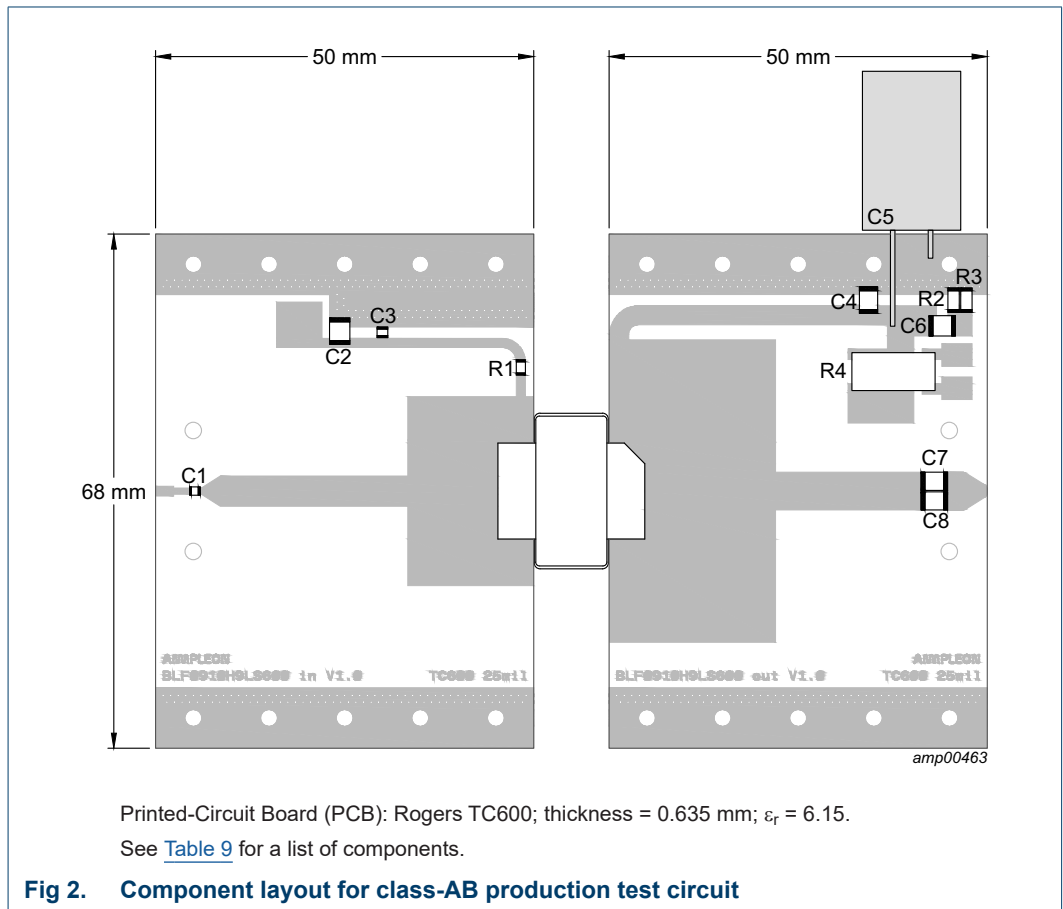 50 mm
50 mm
C5
R3
C4
R2
C3
C6
C2
R1
R4
C1
C7
68 mm
C8
AMPLEON
AMPLEON
BLF0910H9LS600 in V1.0
TC600 25mil
BLF0910H9LS600 out V1.0
TC600 25mil
amp00463
Printed-Circuit Board (PCB): Rogers TC600; thickness = 0.635 mm; εr = 6.15.
See Table 9 for a list of components.
Fig 2. Component layout for class-AB production test circuit